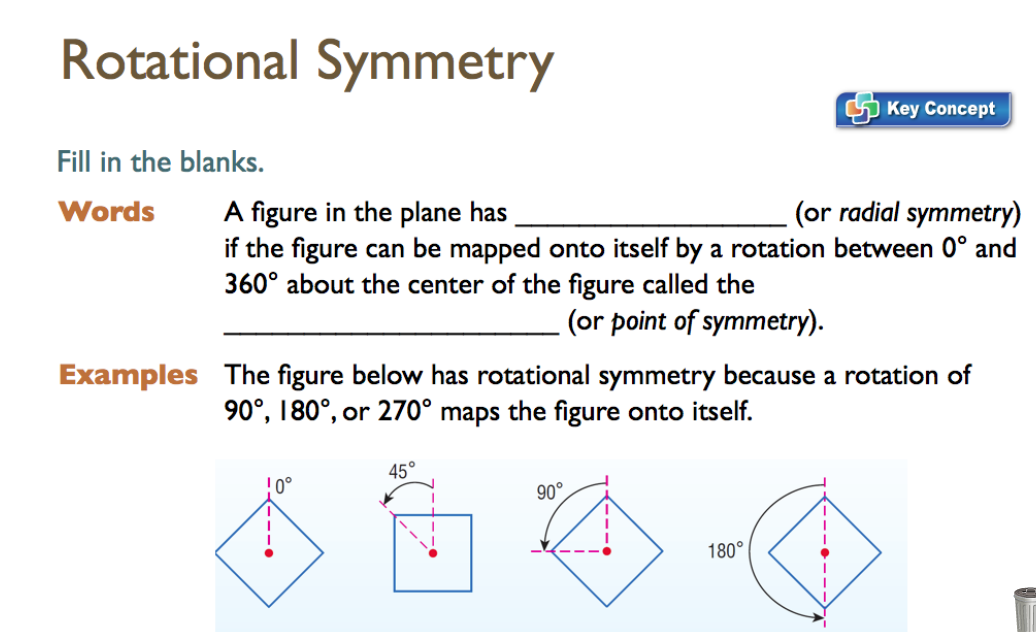 Rotational Symmetry
Key Concept
Fill in the blanks.
Words A figure in the plane has ____________________ (or radial symmetry)
if the figure can be mapped onto itself by a rotation between 0° and
360° about the center of the figure called the
_________________________ (or point of symmetry).
Examples The figure below has rotational symmetry because a rotation of
90°, 180°, or 270° maps the figure onto itself.
0° 45° 90° 180°